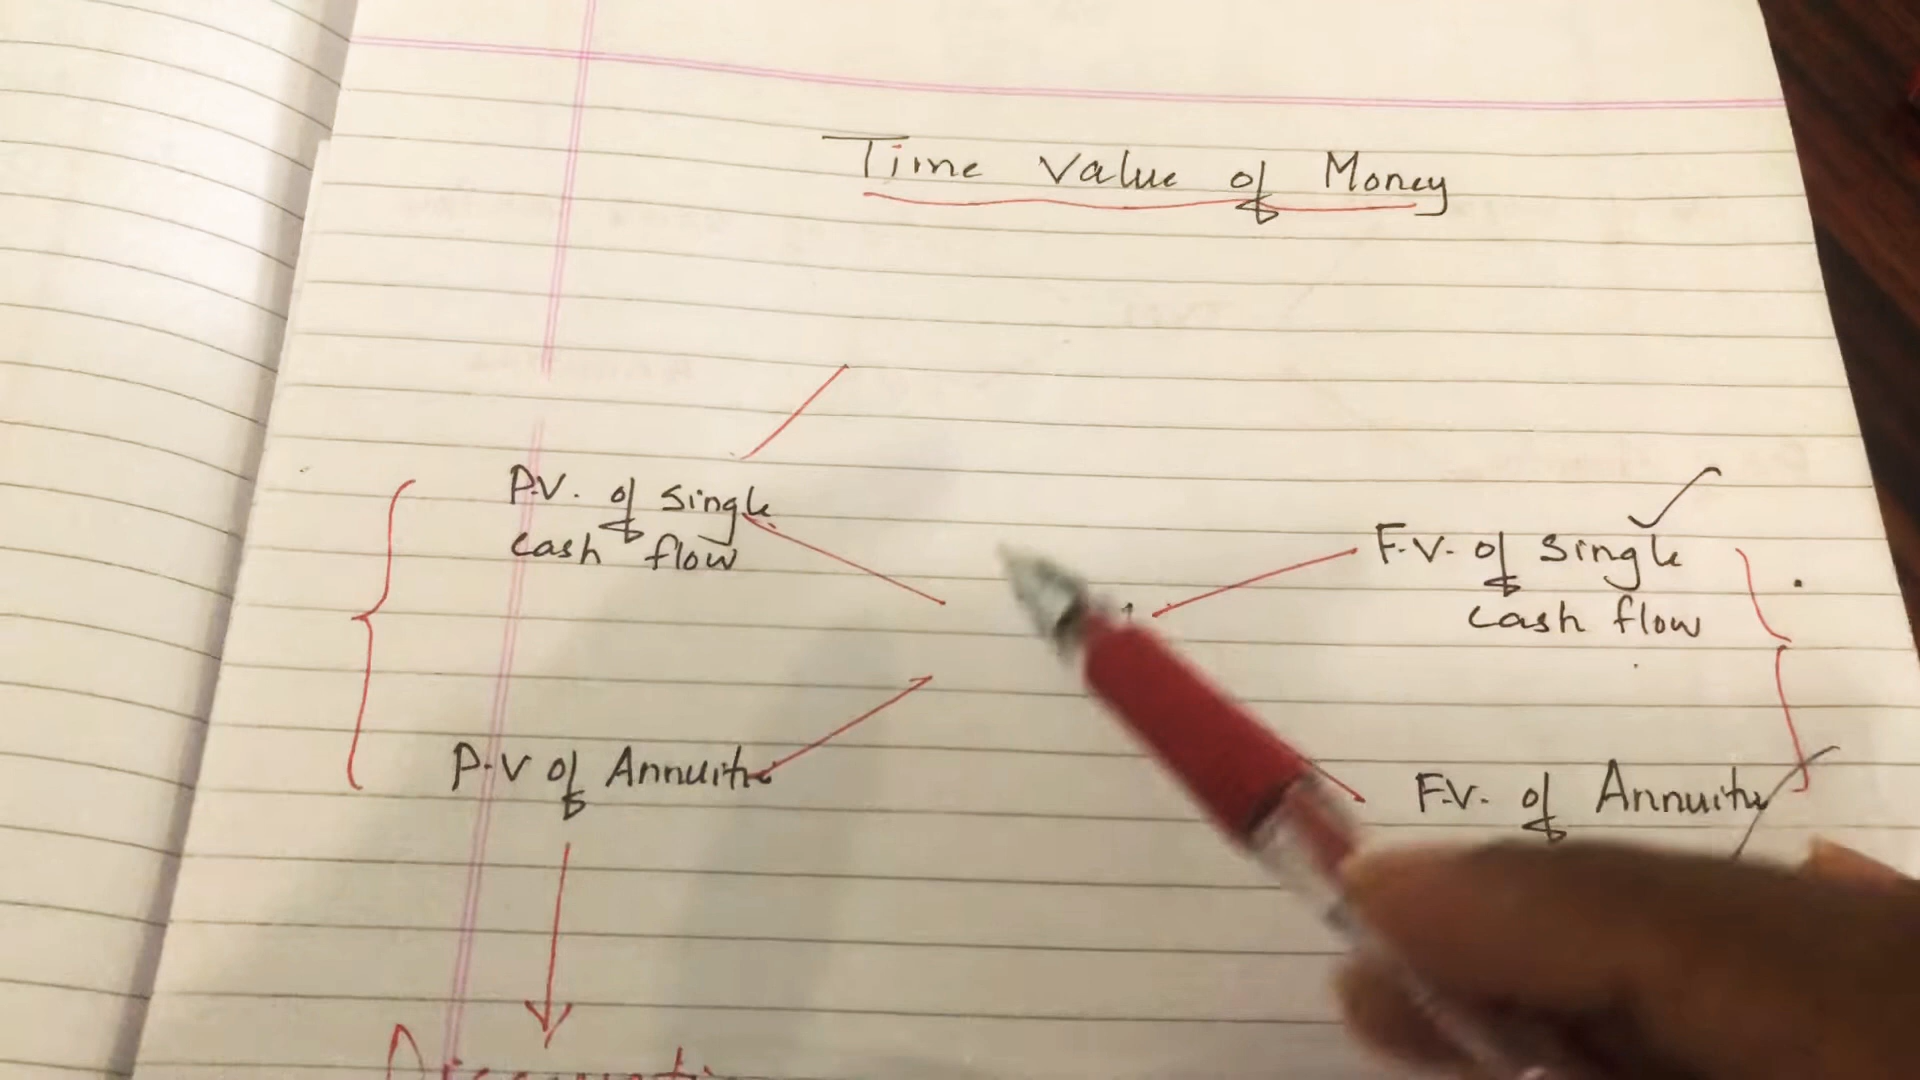 Time Value of Money
P.V. of Single
cash flow
F.V. of Single
cash flow
P.V of Annuity
F.V. of Annuity